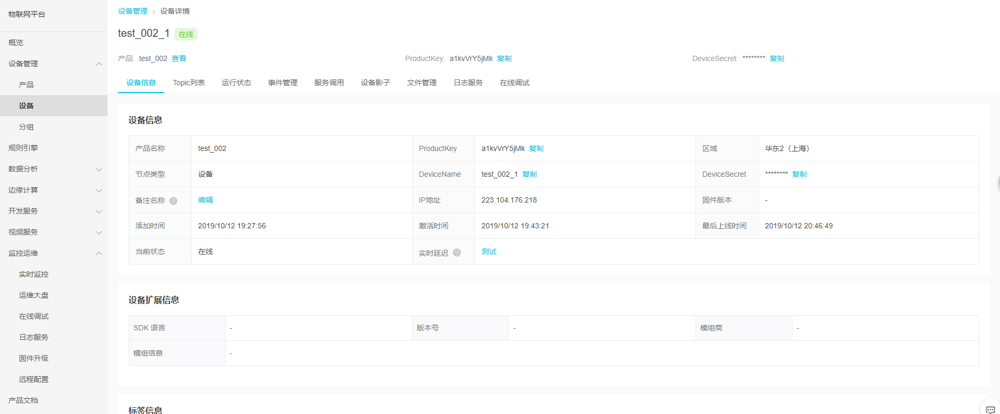 物联网平台
概览
设备管理
产品
设备
分组
规则引擎
数据分析
边缘计算
开发服务
视频服务
监控运维
实时监控
运维大盘
在线调试
日志服务
固件升级
远程配置
产品文档
设备管理 > 设备详情
test_002_1 在线
产品: test_002 查看 ProductKey: a1kvVrY5jMk 复制 DeviceSecret: ******** 复制
设备信息 Topic列表 运行状态 事件管理 服务调用 设备影子 文件管理 日志服务 在线调试
设备信息
产品名称 test_002 ProductKey a1kvVrY5jMk 复制 区域 华东2（上海）
节点类型 设备 DeviceName test_002_1 复制 DeviceSecret ******** 复制
备注名称 ? 编辑 IP地址 223.104.176.218 固件版本 -
添加时间 2019/10/12 19:27:56 激活时间 2019/10/12 19:43:21 最后上线时间 2019/10/12 20:46:49
当前状态 在线 实时延迟 ? 测试
设备扩展信息
SDK 语言 - 版本号 - 模组商 -
模组信息 -
标签信息